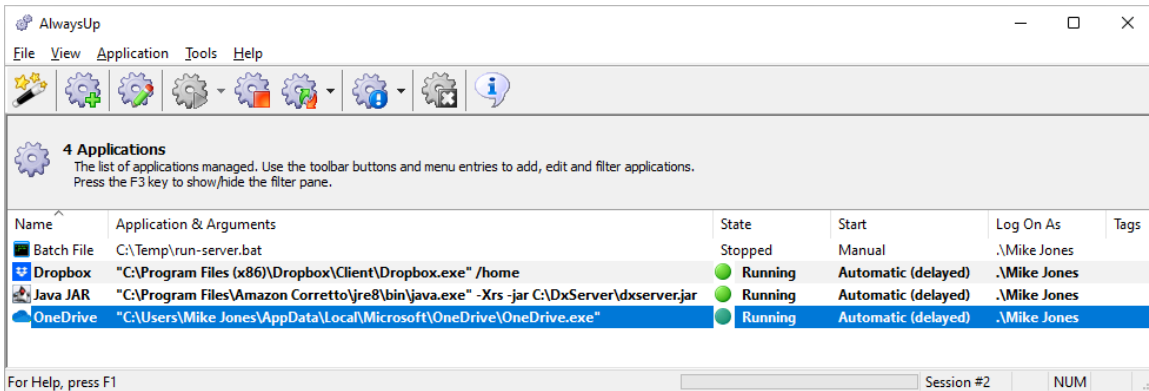 AlwaysUp
File View Application Tools Help
4 Applications
The list of applications managed. Use the toolbar buttons and menu entries to add, edit and filter applications.
Press the F3 key to show/hide the filter pane.
Name Application & Arguments State Start Log On As Tags
Batch File C:\Temp\run-server.bat Stopped Manual .\Mike Jones
Dropbox "C:\Program Files (x86)\Dropbox\Client\Dropbox.exe" /home Running Automatic (delayed) .\Mike Jones
Java JAR "C:\Program Files\Amazon Corretto\jre8\bin\java.exe" -Xrs -jar C:\DxServer\dxserver.jar Running Automatic (delayed) .\Mike Jones
OneDrive "C:\Users\Mike Jones\AppData\Local\Microsoft\OneDrive\OneDrive.exe" Running Automatic (delayed) .\Mike Jones
For Help, press F1 Session #2 NUM